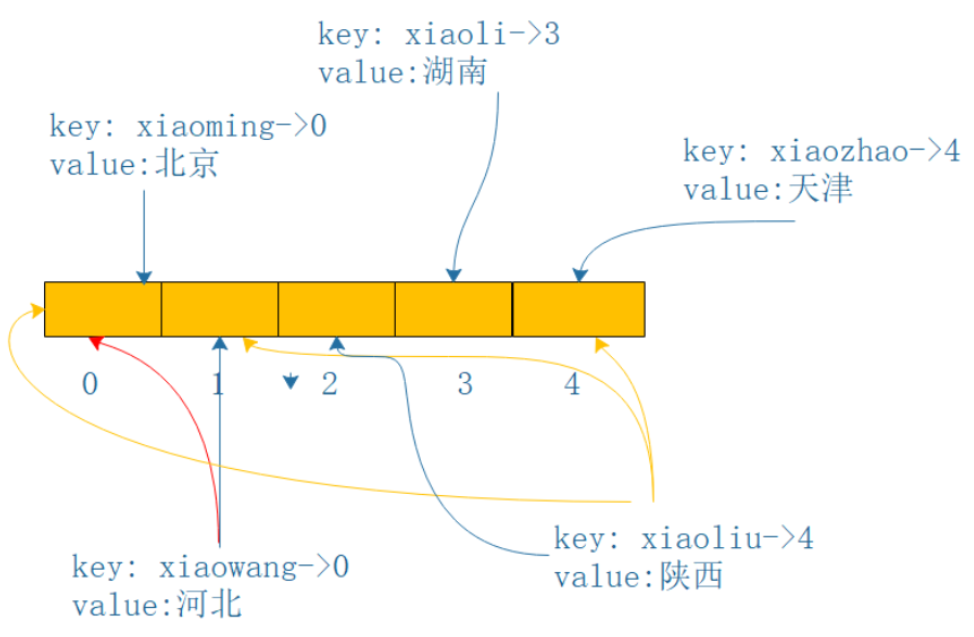 key: xiaoli->3
value:湖南
key: xiaoming->0
value:北京
key: xiaozhao->4
value:天津
0 1 2 3 4
key: xiaowang->0
value:河北
key: xiaoliu->4
value:陕西